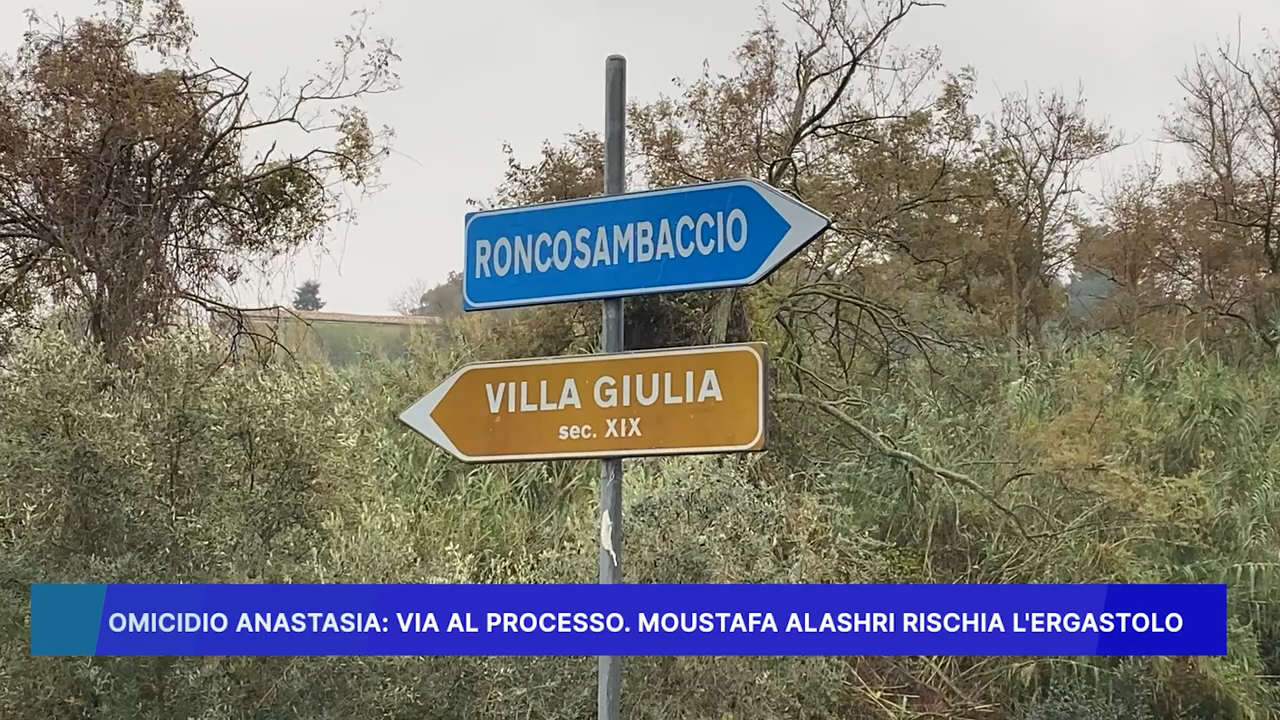 RONCOSAMBACCIO
VILLA GIULIA
sec. XIX
OMICIDIO ANASTASIA: VIA AL PROCESSO. MOUSTAFA ALASHRI RISCHIA L'ERGASTOLO